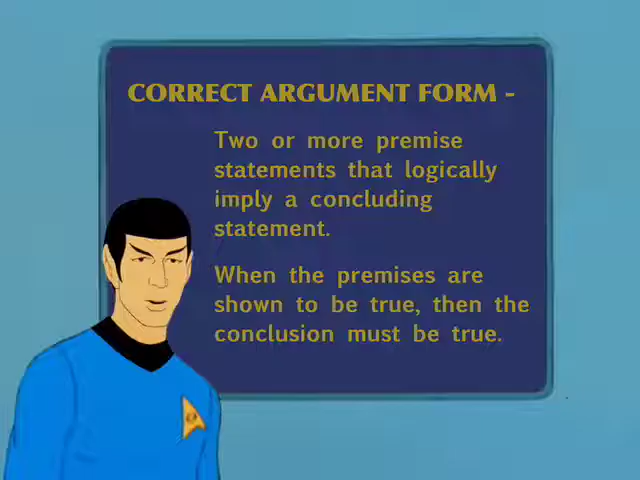 CORRECT ARGUMENT FORM -
Two or more premise
statements that logically
imply a concluding
statement.
When the premises are
shown to be true, then the
conclusion must be true.